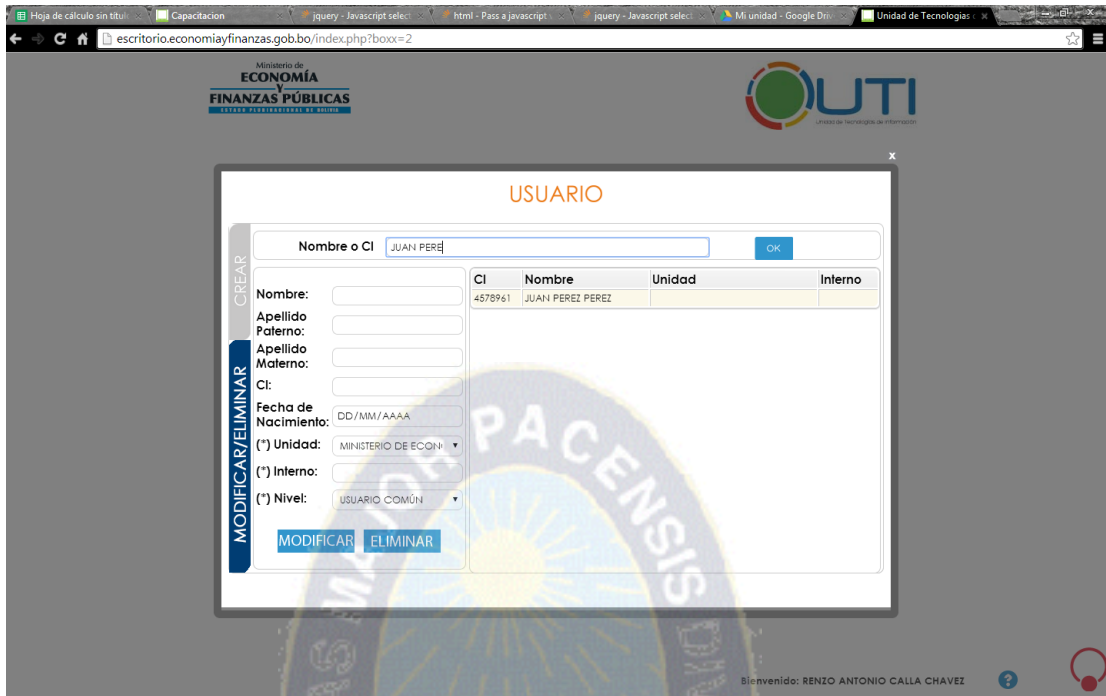 Hoja de cálculo sin títul
Capacitacion
jquery - Javascript select
html - Pass a javascript
jquery - Javascript select
Mi unidad - Google Driv
Unidad de Tecnologias
escritorio.economiayfinanzas.gob.bo/index.php?boxx=2
Ministerio de
ECONOMÍA
Y
FINANZAS PÚBLICAS
ESTADO PLURINACIONAL DE BOLIVIA
UTI
Unidad de Tecnologías de Información
x
USUARIO
CREAR
MODIFICAR/ELIMINAR
Nombre o CI JUAN PERE OK
CI Nombre Unidad Interno
4578961 JUAN PEREZ PEREZ
Nombre:
Apellido
Paterno:
Apellido
Materno:
CI:
Fecha de
Nacimiento: DD/MM/AAAA
(*) Unidad: MINISTERIO DE ECON
(*) Interno:
(*) Nivel: USUARIO COMÚN
MODIFICAR ELIMINAR
MAJOR PACENSIS
Bienvenido: RENZO ANTONIO CALLA CHAVEZ
?